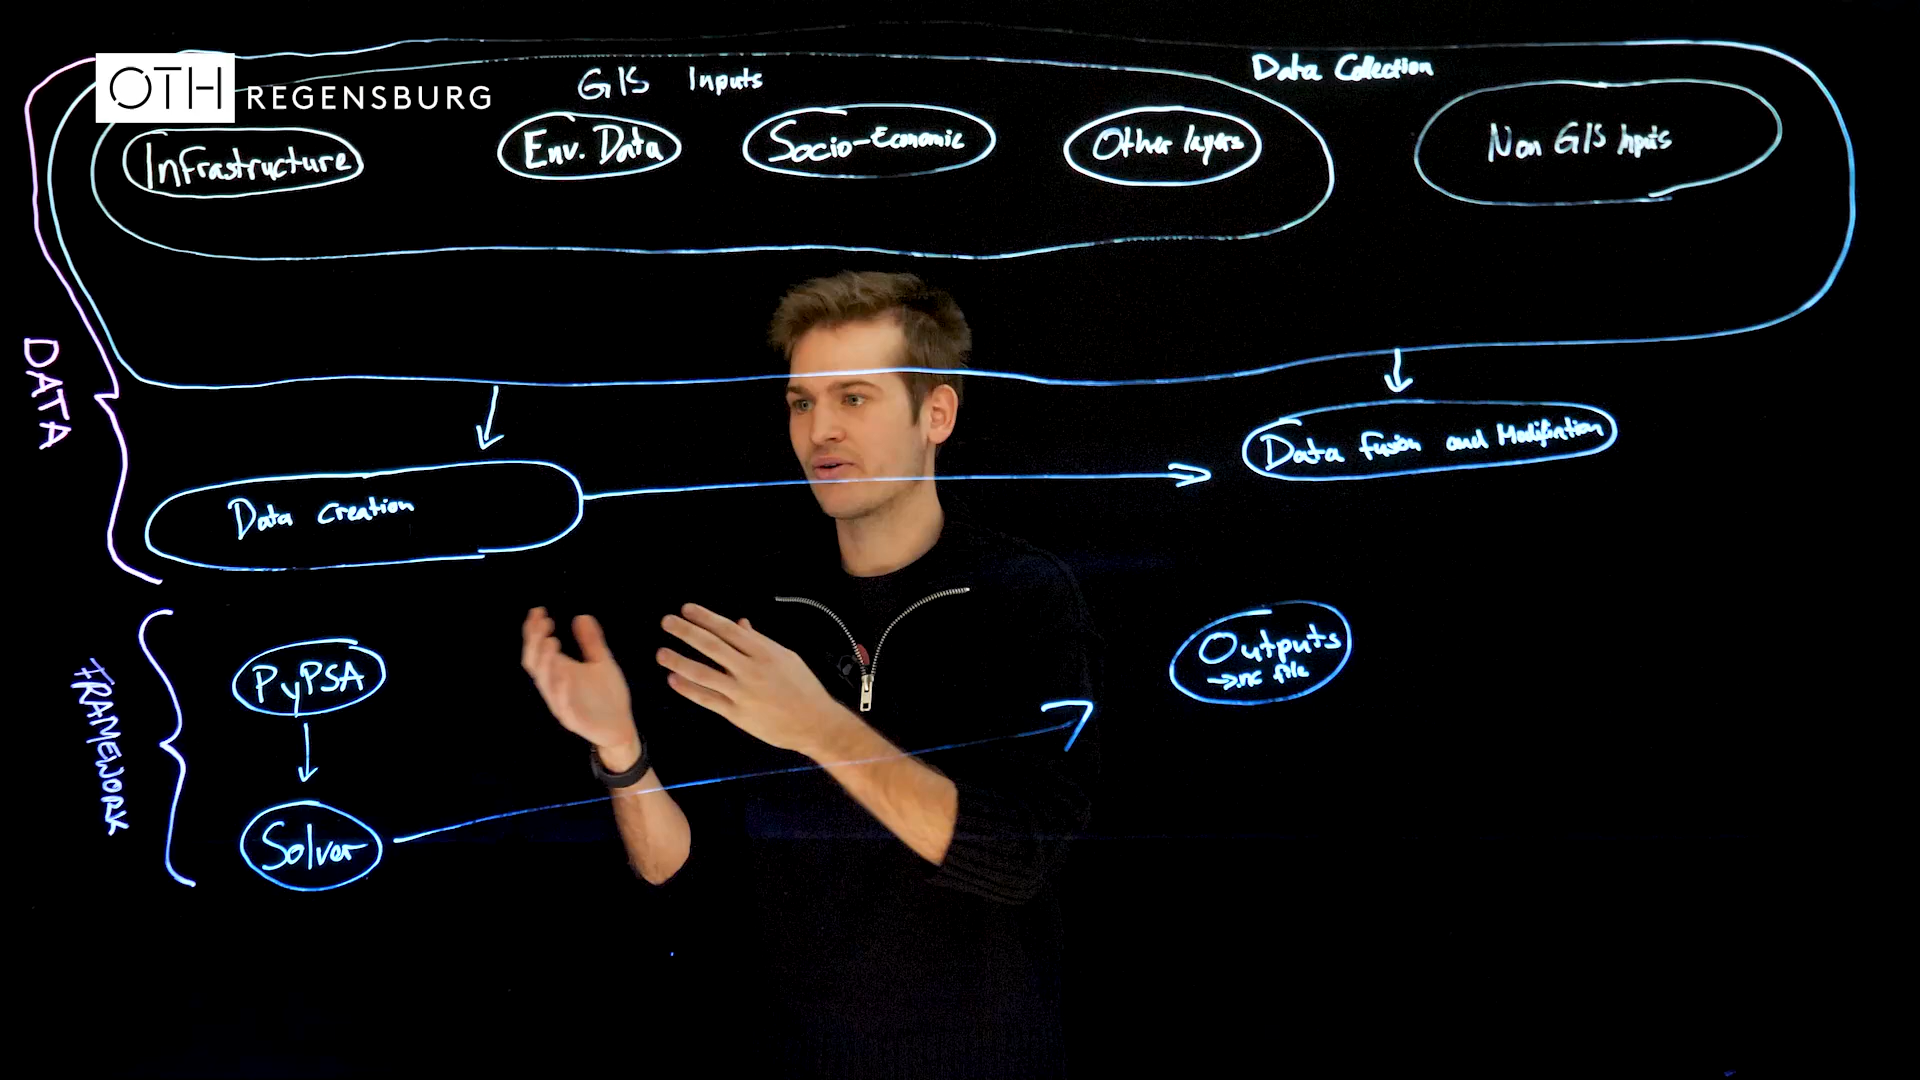 OTH REGENSBURG
GIS Inputs
Data Collection
Infrastructure
Env. Data
Socio-Economic
Other layers
Non GIS Inputs
DATA
Data creation
Data fusion and Modification
FRAMEWORK
PyPSA
Solver
Outputs
→.nc file